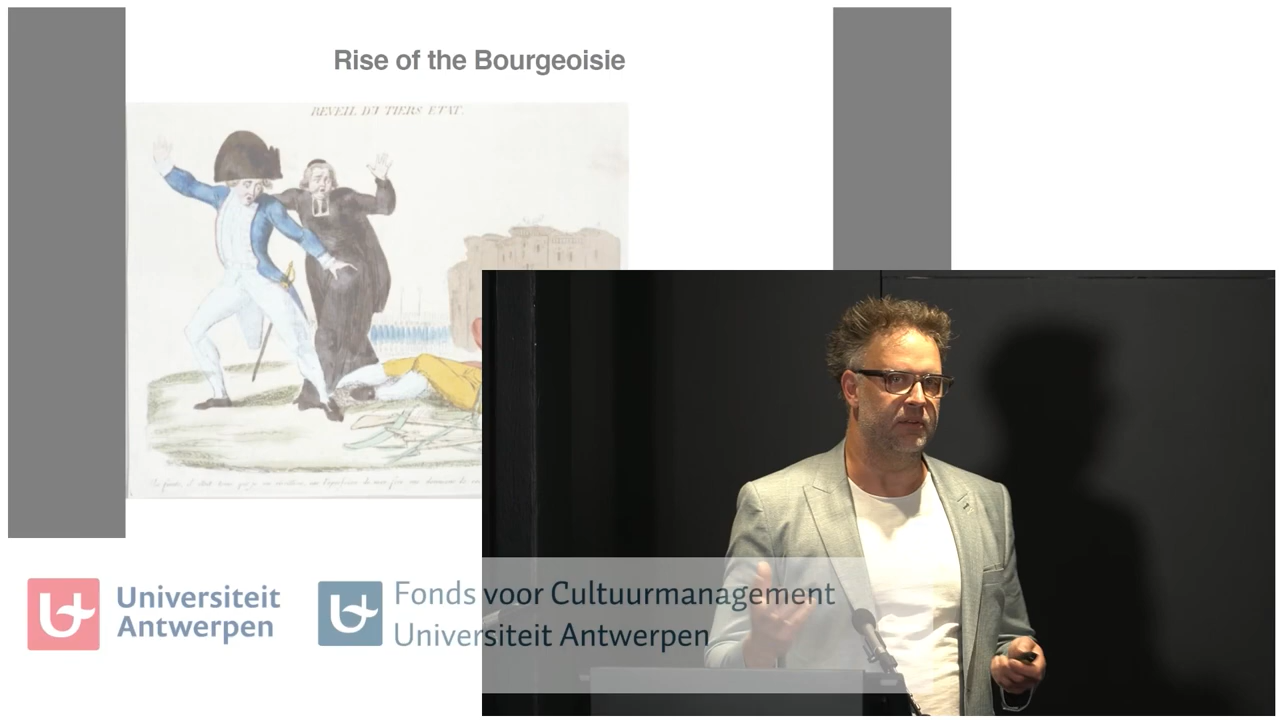 Rise of the Bourgeoisie
REVEIL DU TIERS ETAT.
Universiteit
Antwerpen
Fonds voor Cultuurmanagement
Universiteit Antwerpen